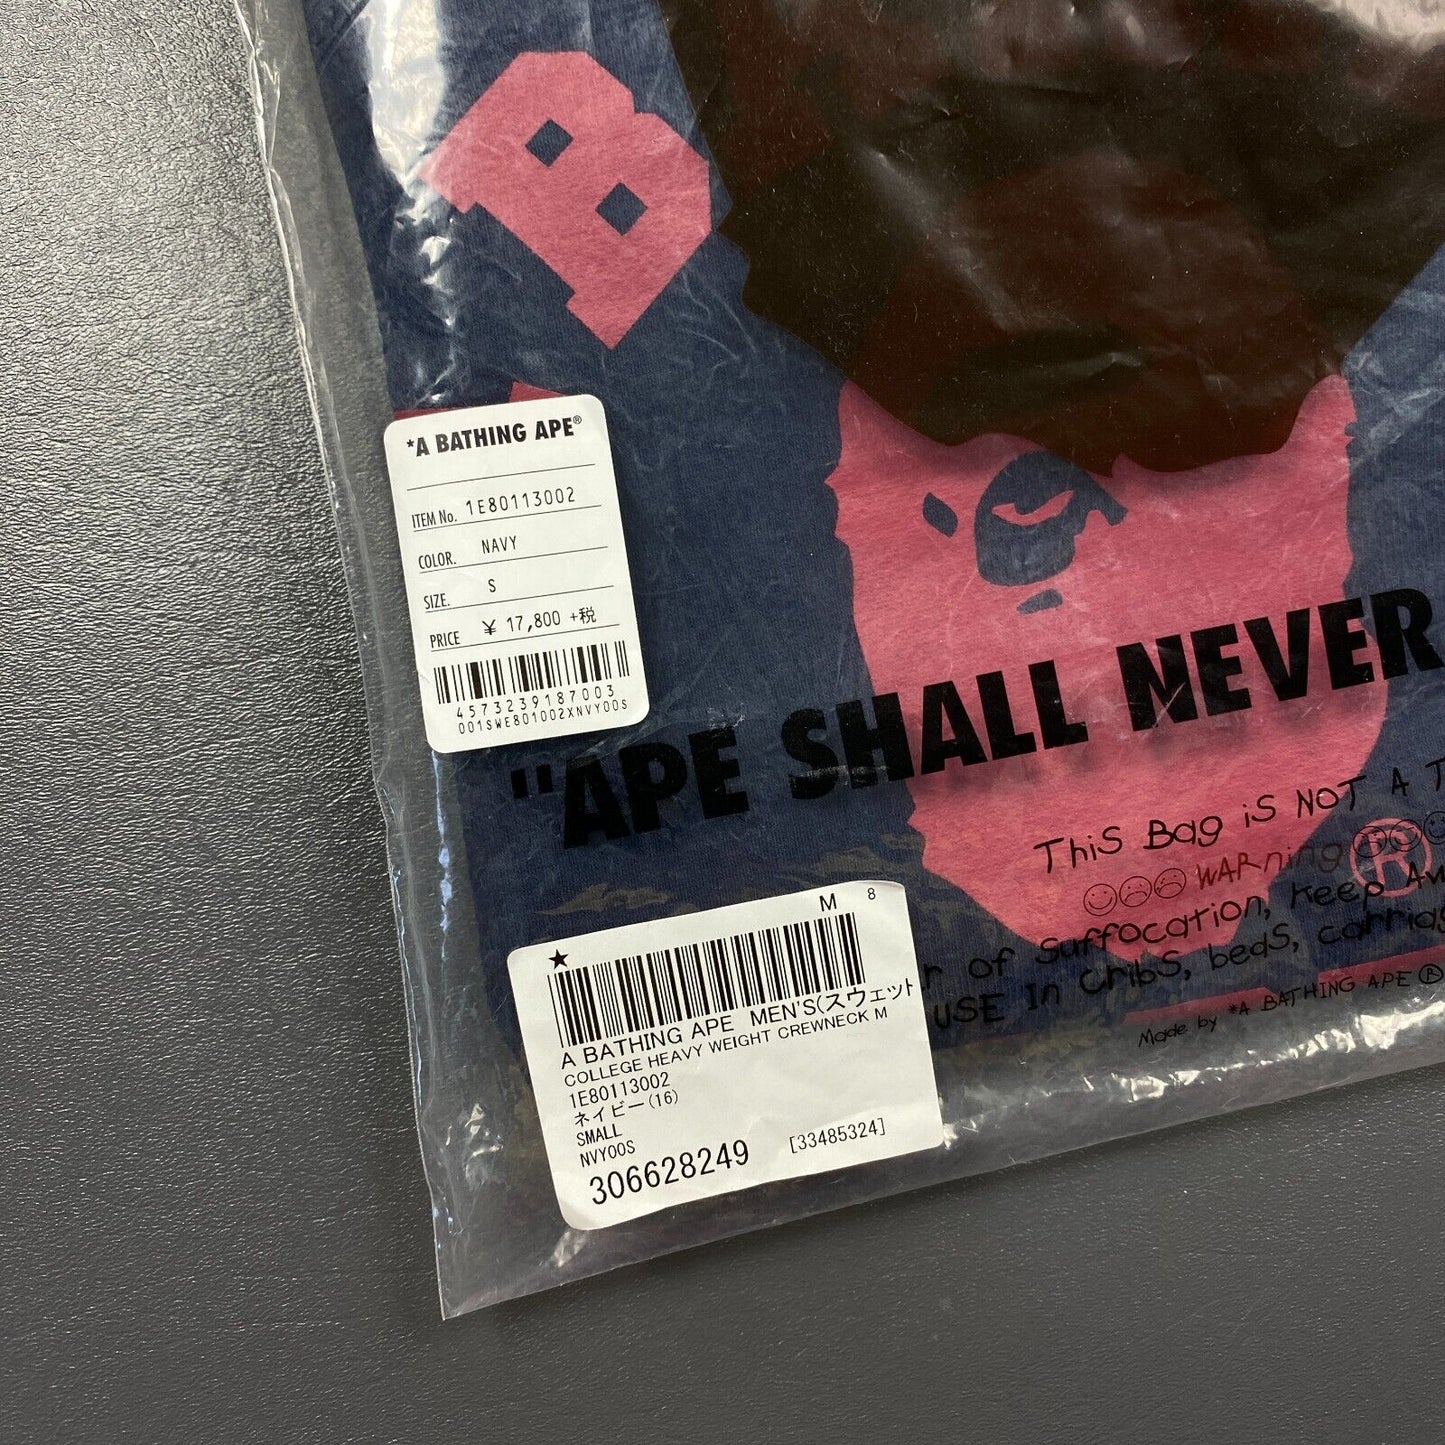 B
*A BATHING APE®
ITEM No. 1E80113002
COLOR. NAVY
SIZE. S
PRICE ¥ 17,800 +税
4573239187003
001SWE801002XNVY00S
"APE SHALL NEVER
THiS Bag iS NOT A T
WARning
r of Suffocation, Keep Aw
USE In Cribs, beds, carriag
Made by *A BATHING APE ®
®
M 8
★
A BATHING APE MEN'S(スウェット
COLLEGE HEAVY WEIGHT CREWNECK M
1E80113002
ネイビー(16)
SMALL
NVY00S
306628249 [33485324]